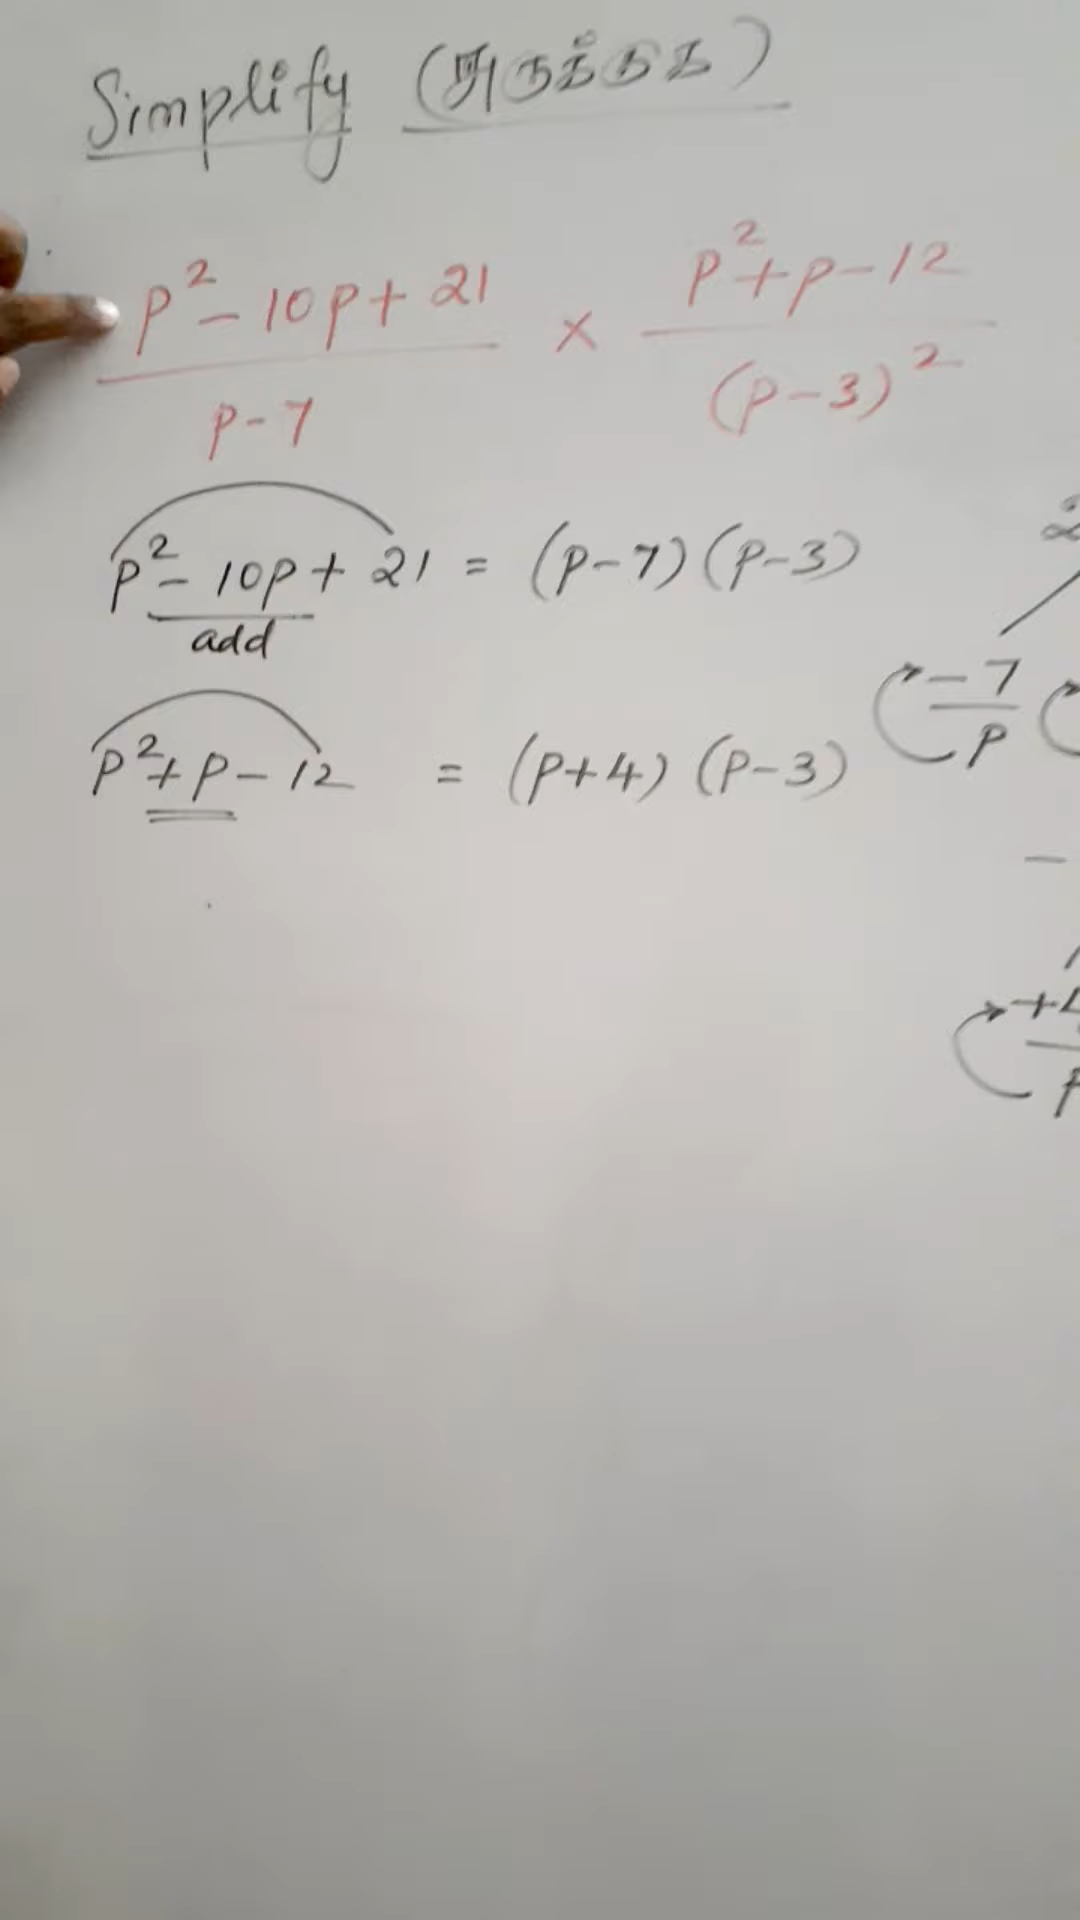 Simplify (சுருக்குக)
p² - 10p + 21 / p - 7 × p² + p - 12 / (p - 3)²
p² - 10p + 21 = (p - 7) (p - 3)
add
-7 / p
p² + p - 12 = (p + 4) (p - 3)